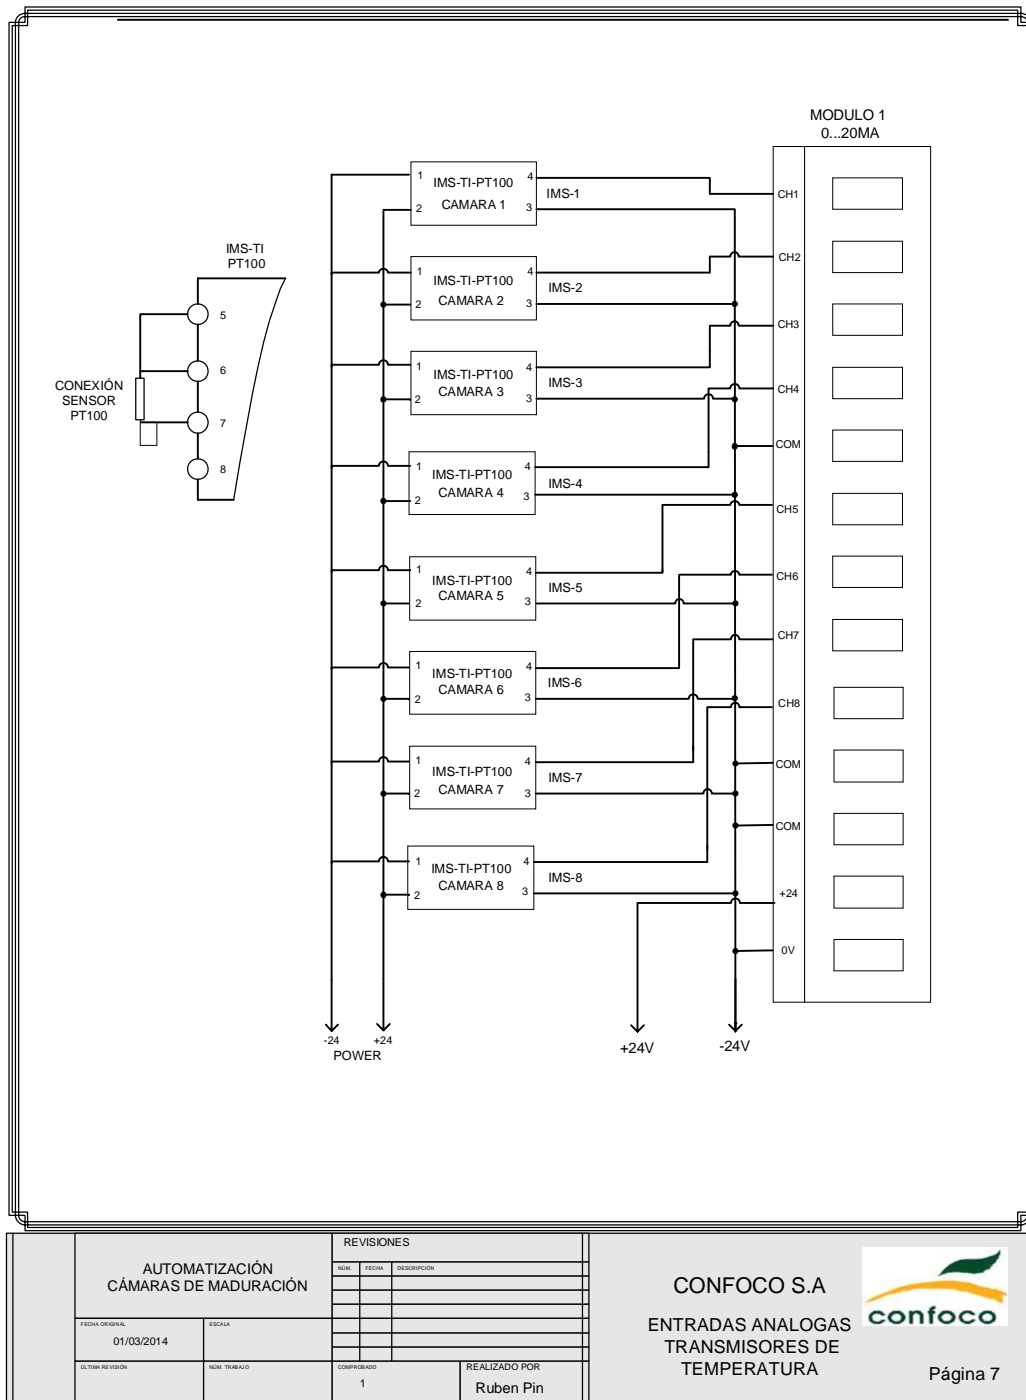 MODULO 1
0...20MA
1
IMS-TI-PT100
4
IMS-1
CAMARA 1
2
3
CH1
1
IMS-TI-PT100
4
IMS-2
CAMARA 2
2
3
CH2
1
IMS-TI-PT100
4
IMS-3
CAMARA 3
2
3
CH3
1
IMS-TI-PT100
4
IMS-4
CAMARA 4
2
3
CH4
COM
1
IMS-TI-PT100
4
IMS-5
CAMARA 5
2
3
CH5
1
IMS-TI-PT100
4
IMS-6
CAMARA 6
2
3
CH6
1
IMS-TI-PT100
4
IMS-7
CAMARA 7
2
3
CH7
1
IMS-TI-PT100
4
IMS-8
CAMARA 8
2
3
CH8
COM
COM
+24
0V
IMS-TI
PT100
5
6
7
8
CONEXIÓN
SENSOR
PT100
-24
+24
POWER
+24V
-24V
AUTOMATIZACIÓN
CÁMARAS DE MADURACIÓN
FECHA ORIGINAL
01/03/2014
ESCALA
ÚLTIMA REVISIÓN
NÚM. TRABAJO
REVISIONES
NÚM.
FECHA
DESCRIPCIÓN
COMPROBADO
1
REALIZADO POR
Ruben Pin
CONFOCO S.A
ENTRADAS ANALOGAS
TRANSMISORES DE
TEMPERATURA
confoco
Página 7